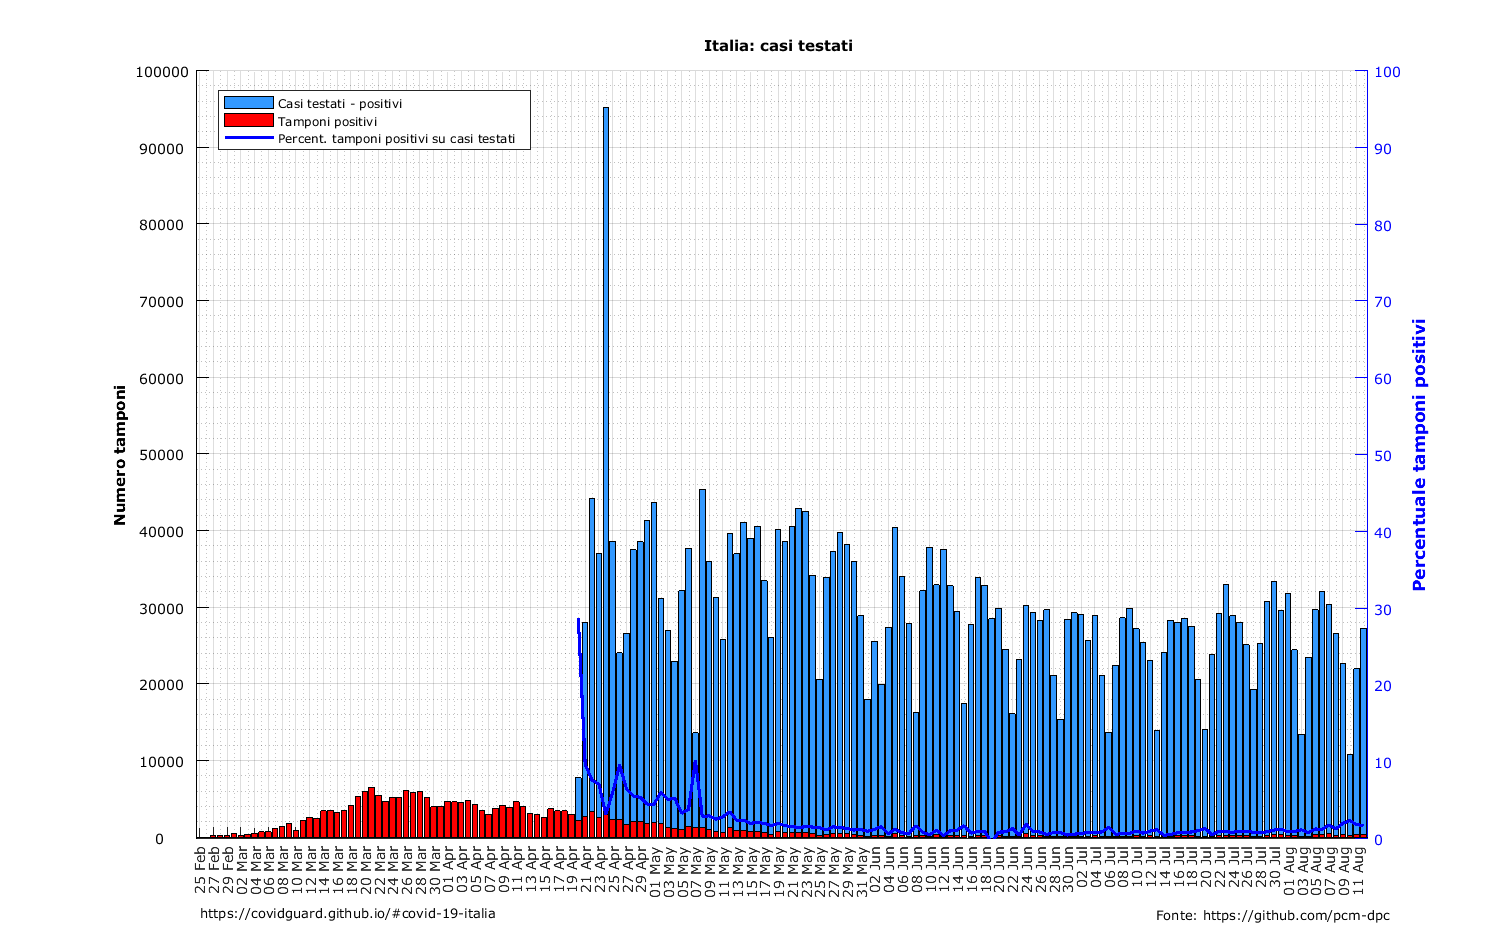 Italia: casi testati
Casi testati - positivi
Tamponi positivi
Percent. tamponi positivi su casi testati
Numero tamponi
100000
90000
80000
70000
60000
50000
40000
30000
20000
10000
0
100
90
80
70
60
50
40
30
20
10
0
Percentuale tamponi positivi
25 Feb
27 Feb
29 Feb
02 Mar
04 Mar
06 Mar
08 Mar
10 Mar
12 Mar
14 Mar
16 Mar
18 Mar
20 Mar
22 Mar
24 Mar
26 Mar
28 Mar
30 Mar
01 Apr
03 Apr
05 Apr
07 Apr
09 Apr
11 Apr
13 Apr
15 Apr
17 Apr
19 Apr
21 Apr
23 Apr
25 Apr
27 Apr
29 Apr
01 May
03 May
05 May
07 May
09 May
11 May
13 May
15 May
17 May
19 May
21 May
23 May
25 May
27 May
29 May
31 May
02 Jun
04 Jun
06 Jun
08 Jun
10 Jun
12 Jun
14 Jun
16 Jun
18 Jun
20 Jun
22 Jun
24 Jun
26 Jun
28 Jun
30 Jun
02 Jul
04 Jul
06 Jul
08 Jul
10 Jul
12 Jul
14 Jul
16 Jul
18 Jul
20 Jul
22 Jul
24 Jul
26 Jul
28 Jul
30 Jul
01 Aug
03 Aug
05 Aug
07 Aug
09 Aug
11 Aug
https://covidguard.github.io/#covid-19-italia
Fonte: https://github.com/pcm-dpc